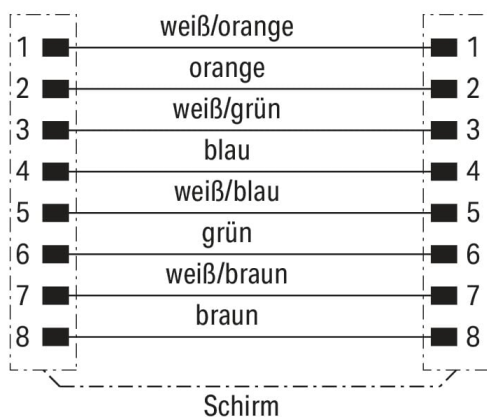 weiß/orange
1 1
orange
2 2
weiß/grün
3 3
blau
4 4
weiß/blau
5 5
grün
6 6
weiß/braun
7 7
braun
8 8
Schirm